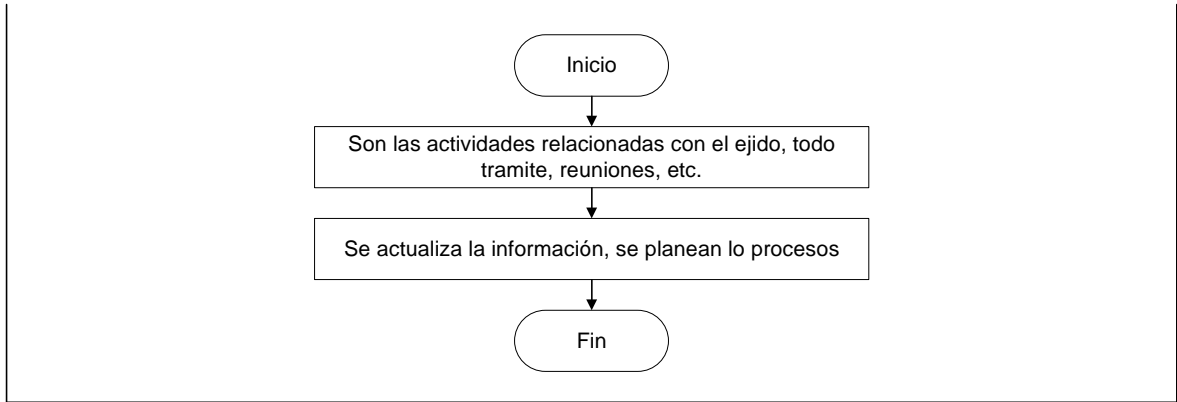 Inicio
Son las actividades relacionadas con el ejido, todo
tramite, reuniones, etc.
Se actualiza la información, se planean lo procesos
Fin